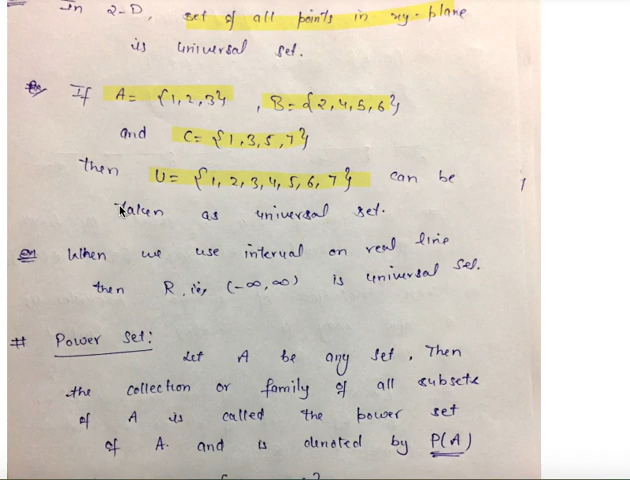 In 2-D, set of all points in xy-plane
is universal set.
Ex If A = {1,2,3}, B = {2,4,5,6}
and C = {1,3,5,7}
then U = {1,2,3,4,5,6,7} can be
taken as universal set.
Ex When we use interval on real line
then R i.e, (-∞,∞) is universal set.
# Power Set:
Let A be any set, Then
the collection or family of all subsets
of A is called the power set
of A. and is denoted by P(A)